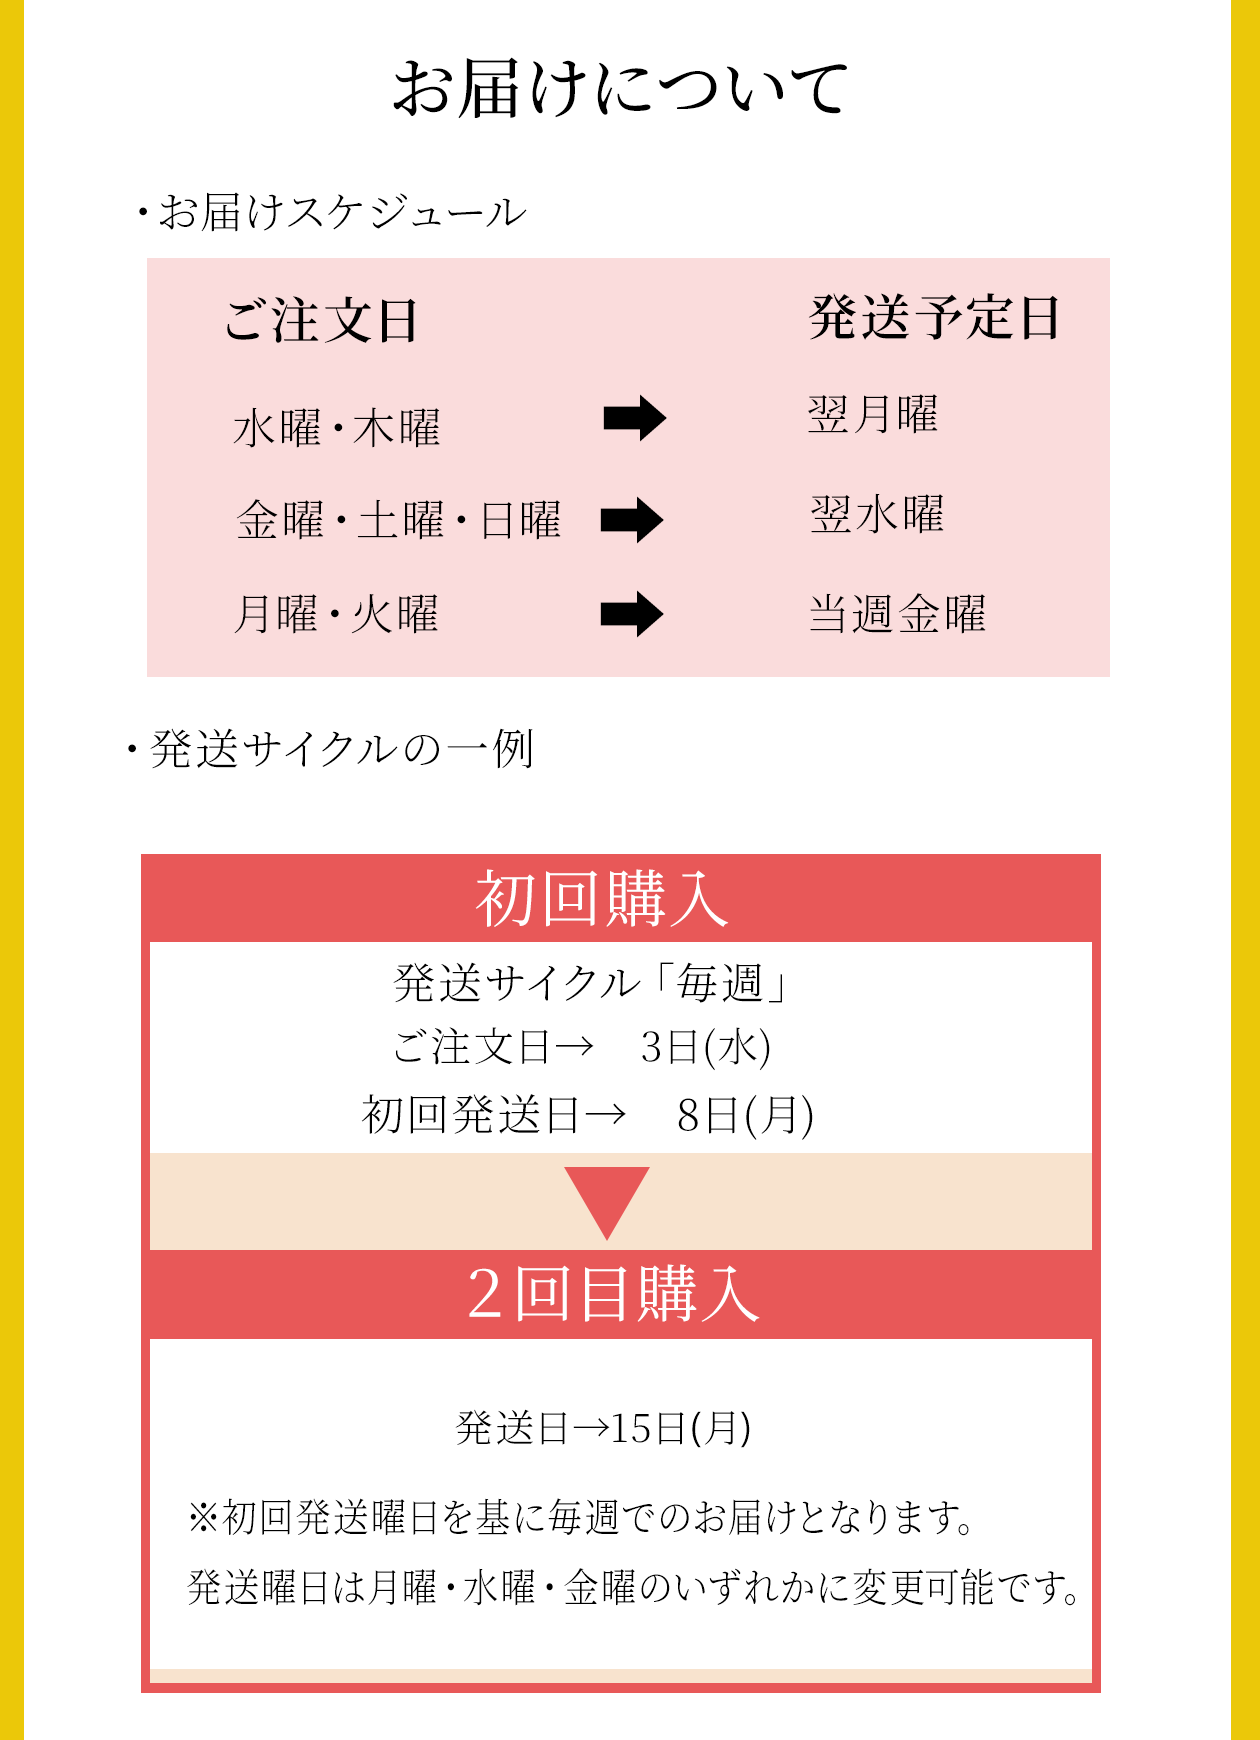 お届けについて
・お届けスケジュール
ご注文日 発送予定日
水曜・木曜 翌月曜
金曜・土曜・日曜 翌水曜
月曜・火曜 当週金曜
・発送サイクルの一例
初回購入
発送サイクル「毎週」
ご注文日→ 3日(水)
初回発送日→ 8日(月)
２回目購入
発送日→15日(月)
※初回発送曜日を基に毎週でのお届けとなります。
発送曜日は月曜・水曜・金曜のいずれかに変更可能です。